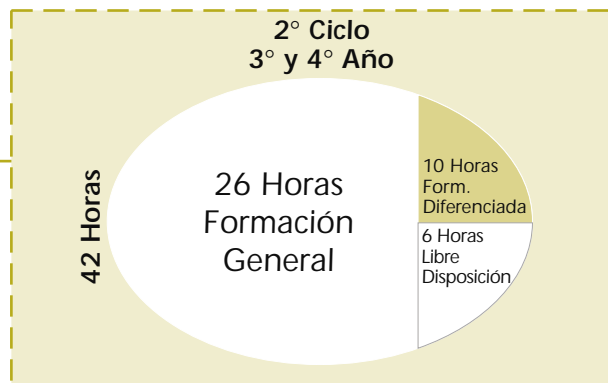 2° Ciclo
3° y 4° Año
42 Horas
26 Horas
Formación
General
10 Horas
Form.
Diferenciada
6 Horas
Libre
Disposición